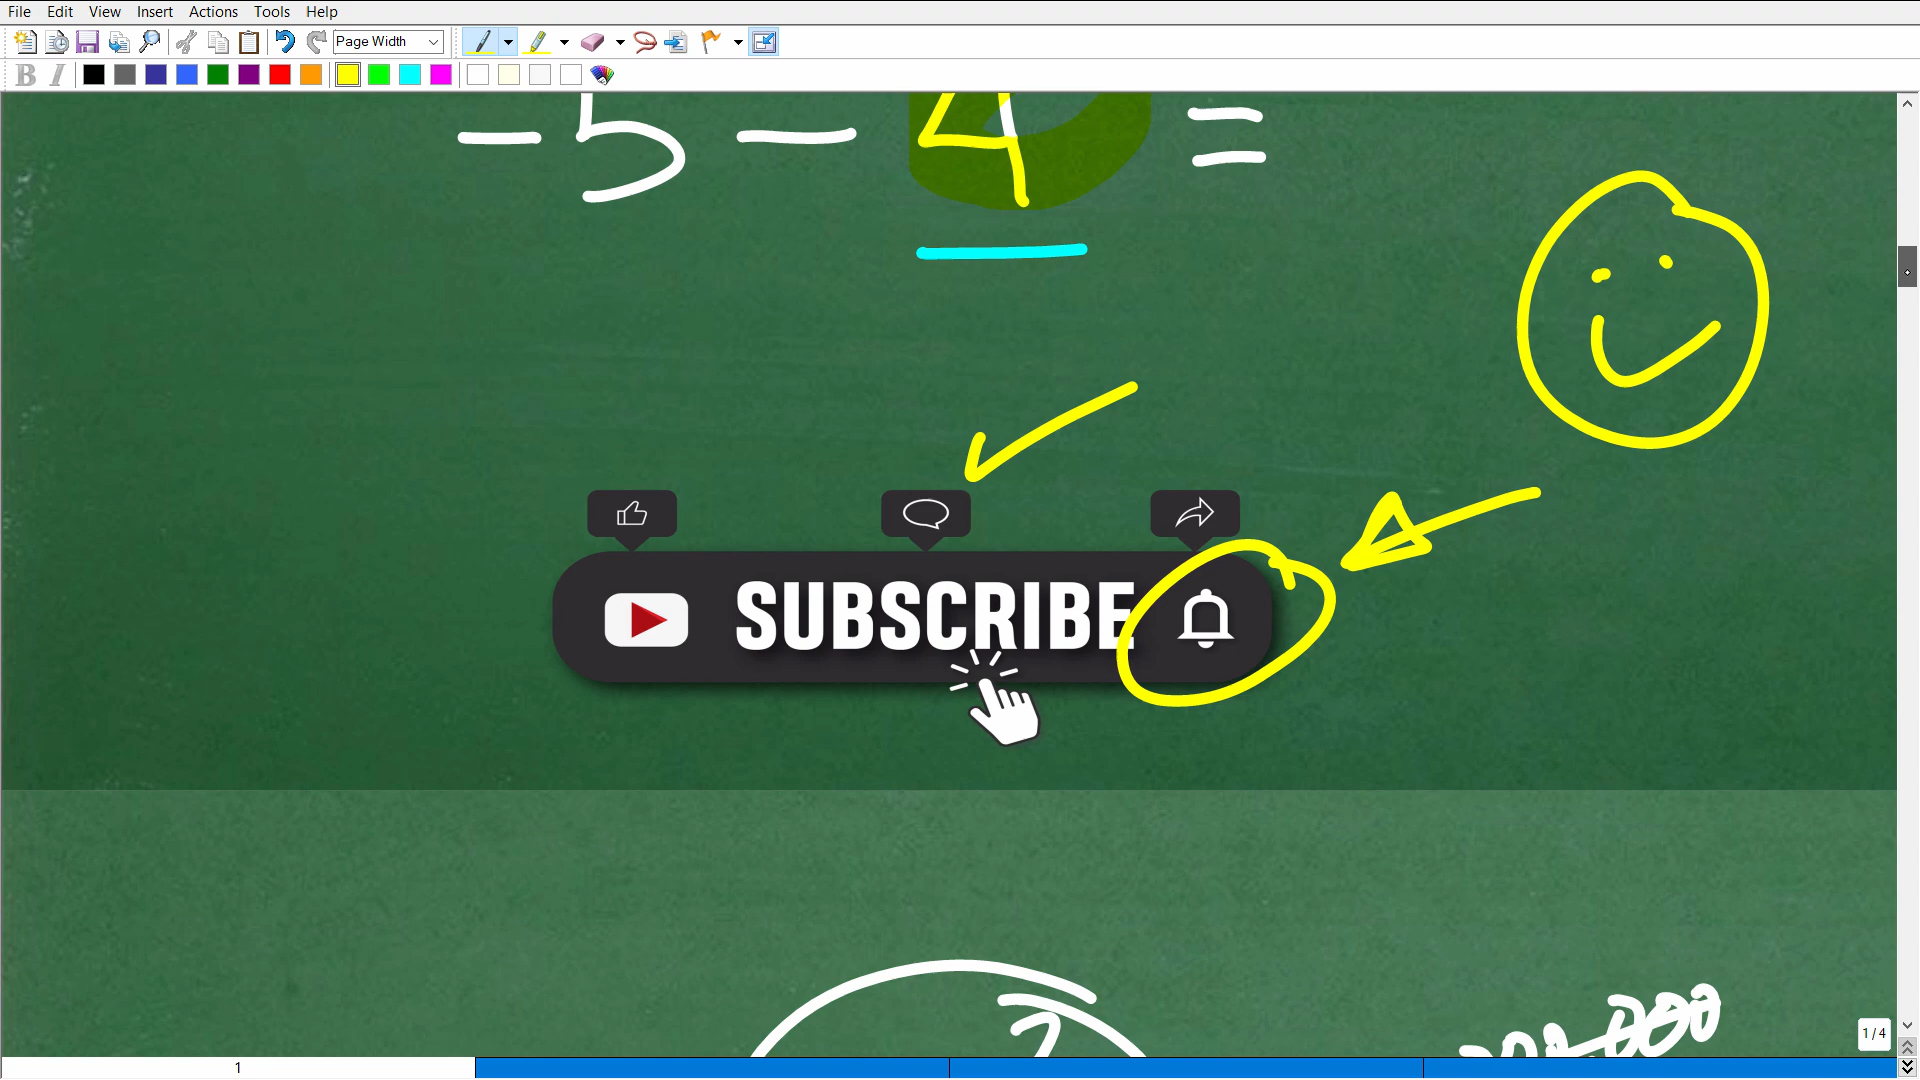 File Edit View Insert Actions Tools Help
Page Width
B I
- 5 - 4 =
SUBSCRIBE
1 / 4
1